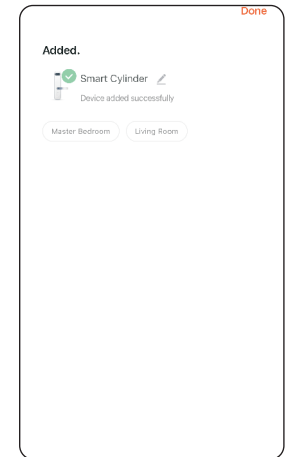 Done
Added.
Smart Cylinder
Device added successfully
Master Bedroom
Living Room